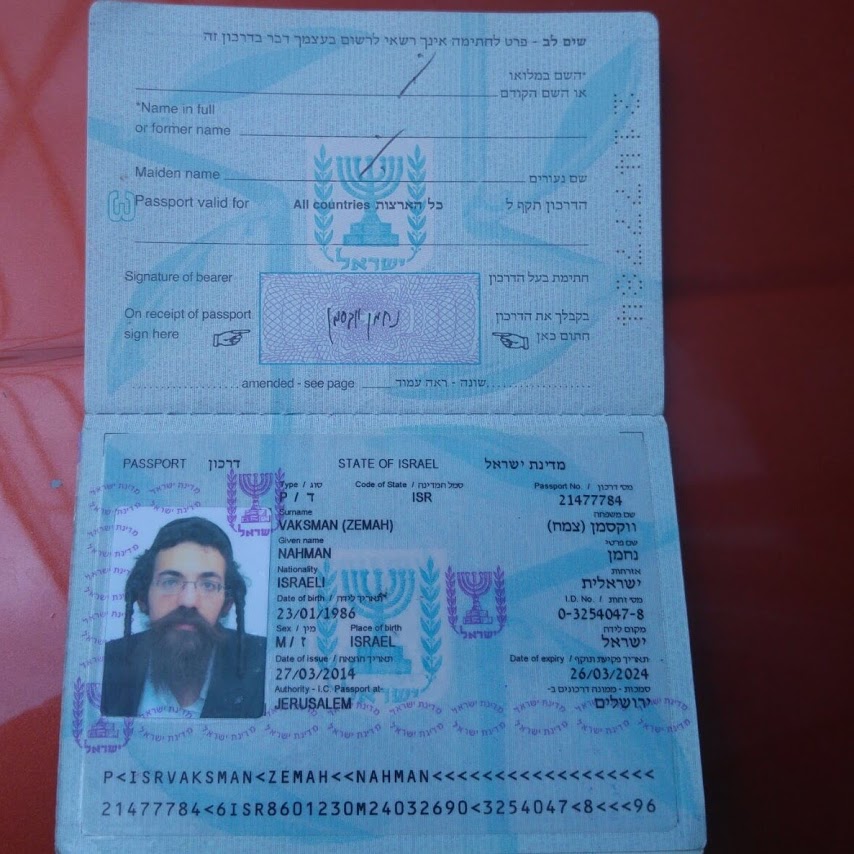 שים לב - פרט לחתימה אינך רשאי לרשום בעצמך דבר בדרכון זה
*השם במלואו
או השם הקודם
*Name in full
or former name
Maiden name שם נעורים
Passport valid for All countries כל הארצות הדרכון תקף ל
ישראל
Signature of bearer חתימת בעל הדרכון
On receipt of passport בקבלך את הדרכון
sign here חתום כאן
נחמן וקסמן
amended - see page שונה - ראה עמוד
21477784
PASSPORT דרכון STATE OF ISRAEL מדינת ישראל
Type / סוג Code of State / סמל המדינה Passport No. / מס' דרכון
P / ד ISR 21477784
Surname שם משפחה
VAKSMAN (ZEMAH) ווקסמן (צמח)
Given name שם פרטי
NAHMAN נחמן
Nationality אזרחות
ISRAELI ישראלית
Date of birth / תאריך לידה I.D. No. / מס' זהות
23/01/1986 0-3254047-8
Sex / מין Place of birth מקום לידה
M / ז ISRAEL ישראל
Date of issue / תאריך הוצאה Date of expiry / תאריך פקיעת תוקף
27/03/2014 26/03/2024
Authority - I.C. Passport at- סמכות - ממונה דרכונים ב-
JERUSALEM ירושלים
P<ISRVAKSMAN<ZEMAH<<NAHMAN<<<<<<<<<<<<<<<<<<
21477784<6ISR8601230M24032690<3254047<8<<<96